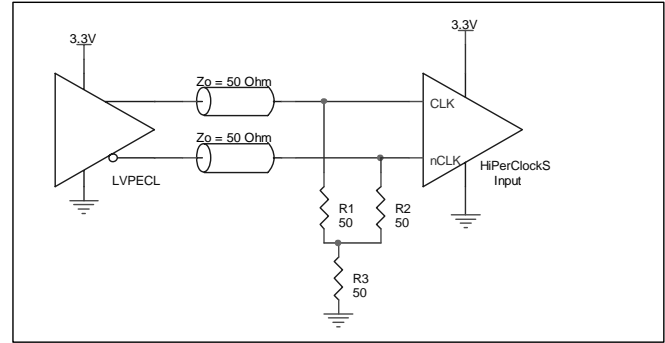 3.3V
3.3V
Zo = 50 Ohm
CLK
Zo = 50 Ohm
nCLK
HiPerClockS
Input
LVPECL
R1
50
R2
50
R3
50